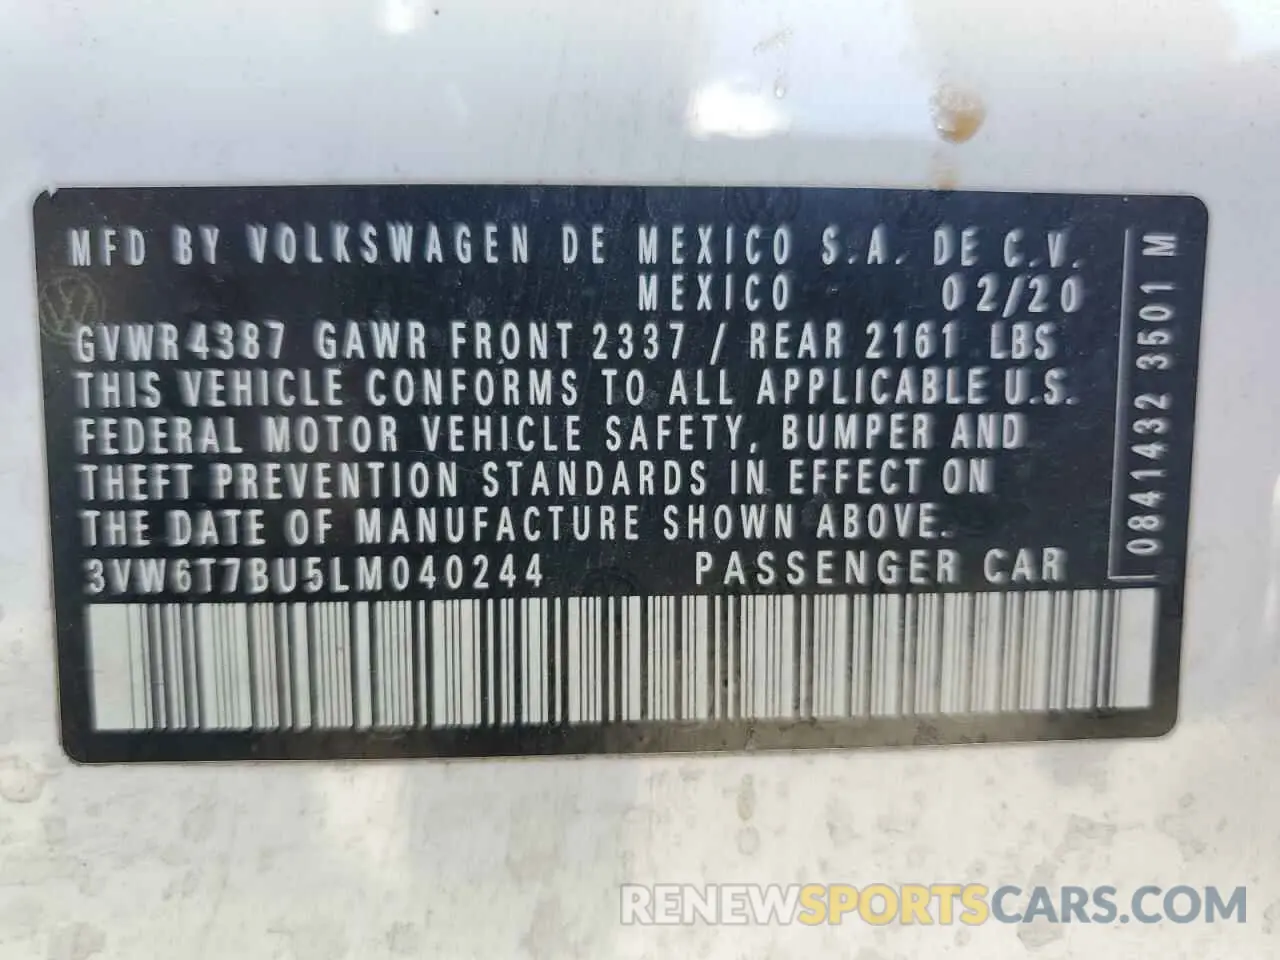 MFD BY VOLKSWAGEN DE MEXICO S.A. DE C.V.
MEXICO 02/20
GVWR 4387 GAWR FRONT 2337 / REAR 2161 LBS
THIS VEHICLE CONFORMS TO ALL APPLICABLE U.S.
FEDERAL MOTOR VEHICLE SAFETY, BUMPER AND
THEFT PREVENTION STANDARDS IN EFFECT ON
THE DATE OF MANUFACTURE SHOWN ABOVE.
3VW6T7BU5LM040244 PASSENGER CAR
0841432 3501 M
RENEWSPORTSCARS.COM